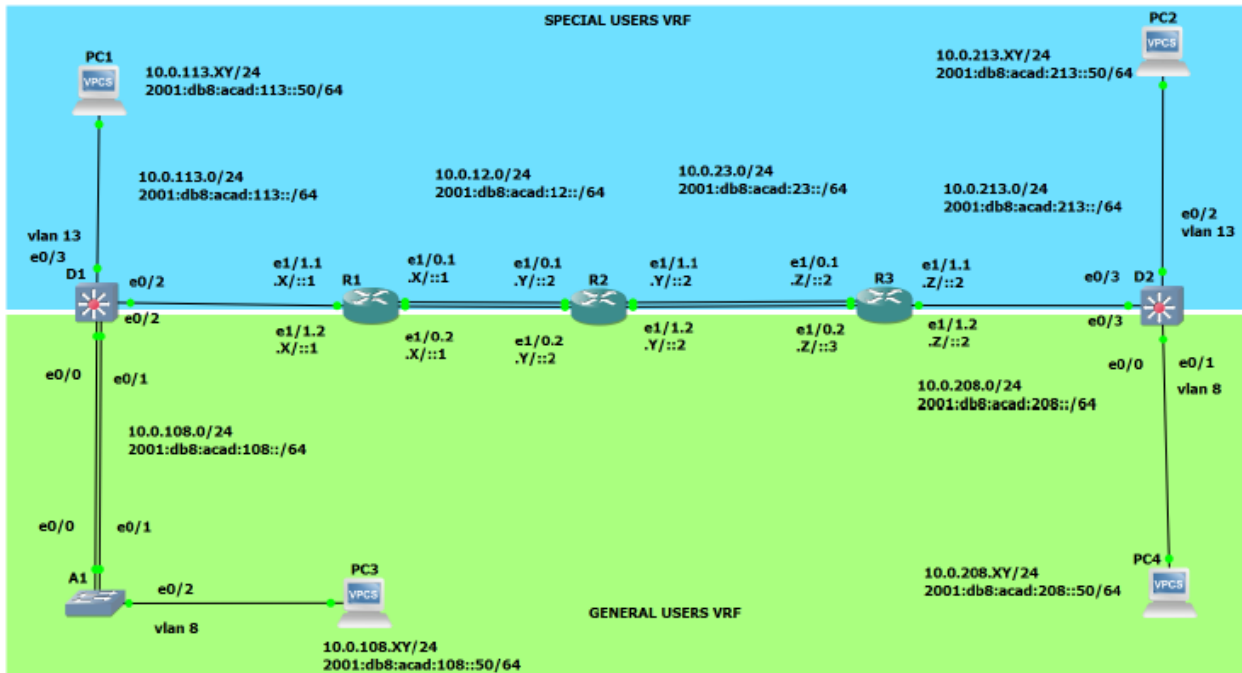 SPECIAL USERS VRF
PC1
VPCS
10.0.113.XY/24
2001:db8:acad:113::50/64
PC2
VPCS
10.0.213.XY/24
2001:db8:acad:213::50/64
10.0.113.0/24
2001:db8:acad:113::/64
10.0.12.0/24
2001:db8:acad:12::/64
10.0.23.0/24
2001:db8:acad:23::/64
10.0.213.0/24
2001:db8:acad:213::/64
e0/2
vlan 13
vlan 13
e0/3
D1
e0/2
e0/2
e1/1.1
.X/::1
R1
e1/0.1
.X/::1
e1/0.1
.Y/::2
R2
e1/1.1
.Y/::2
e1/0.1
.Z/::2
R3
e1/1.1
.Z/::2
e0/3
D2
e0/3
e1/1.2
.X/::1
e1/0.2
.X/::1
e1/0.2
.Y/::2
e1/1.2
.Y/::2
e1/0.2
.Z/::3
e1/1.2
.Z/::2
e0/0
e0/1
e0/0
e0/1
vlan 8
10.0.208.0/24
2001:db8:acad:208::/64
10.0.108.0/24
2001:db8:acad:108::/64
e0/0
e0/1
A1
e0/2
vlan 8
PC3
VPCS
10.0.108.XY/24
2001:db8:acad:108::50/64
GENERAL USERS VRF
10.0.208.XY/24
2001:db8:acad:208::50/64
PC4
VPCS